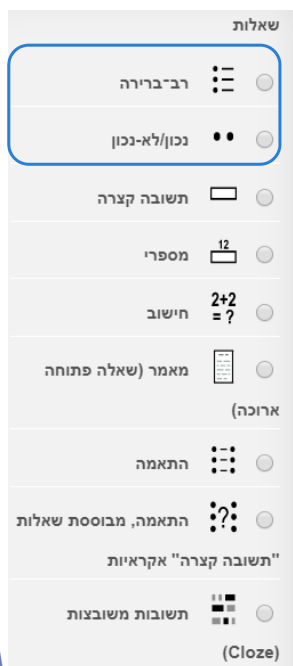 שאלות
רב־ברירה
נכון/לא-נכון
תשובה קצרה
12
מספרי
2+2
= ?
חישוב
מאמר (שאלה פתוחה
ארוכה)
התאמה
? התאמה, מבוססת שאלות
"תשובה קצרה" אקראיות
תשובות משובצות
(Cloze)